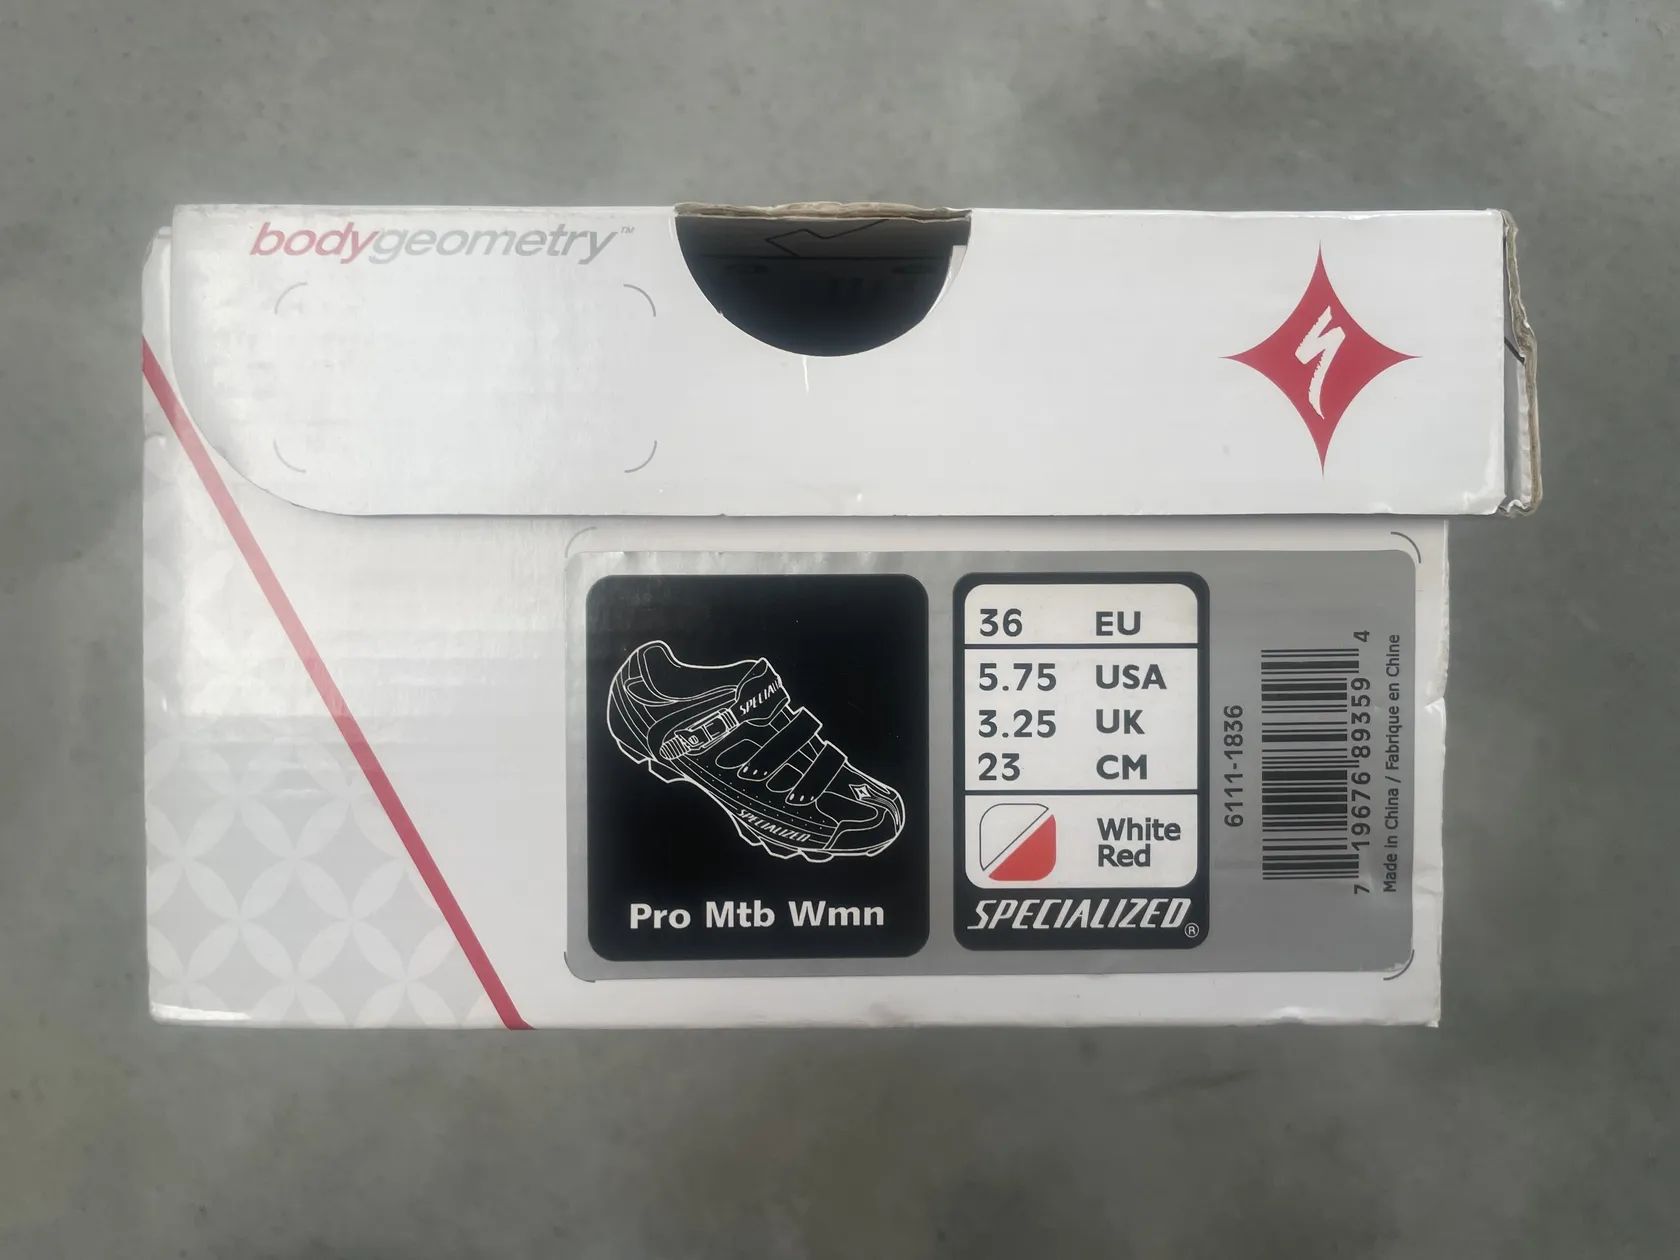 bodygeometry™
SPECIALIZED
SPECIALIZED
Pro Mtb Wmn
36 EU
5.75 USA
3.25 UK
23 CM
White
Red
SPECIALIZED®
6111-1836
7 19676 89359 4
Made in China / Fabrique en Chine